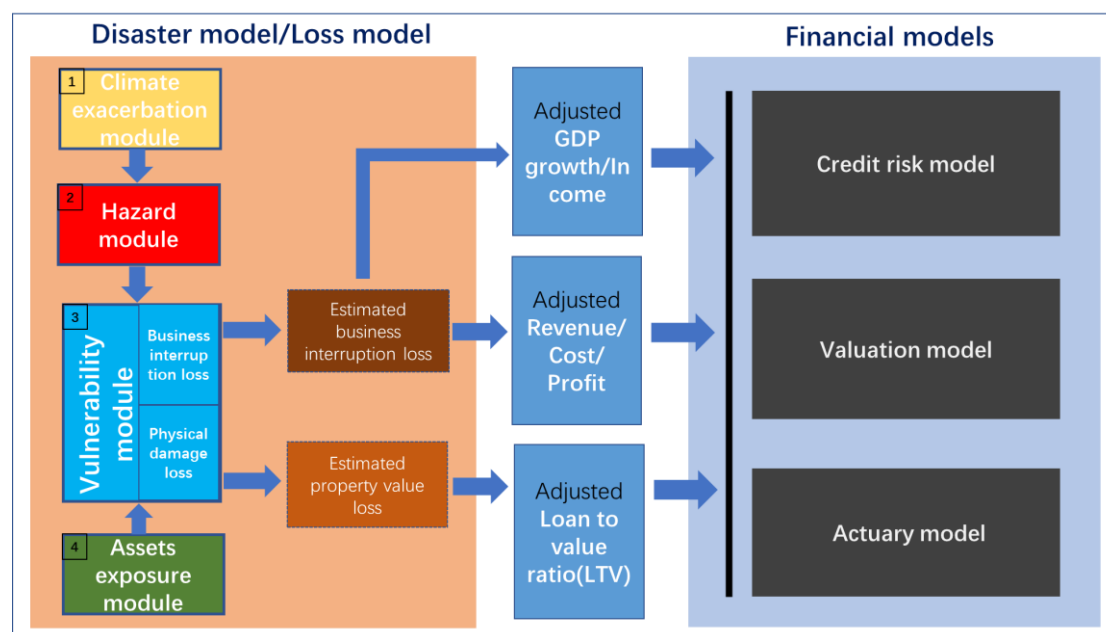 Disaster model/Loss model
Financial models
1
Climate
exacerbation
module
2
Hazard
module
3
Vulnerability
module
Business
interrup
tion loss
Physical
damage
loss
4
Assets
exposure
module
Estimated
business
interruption loss
Estimated
property value
loss
Adjusted
GDP
growth/In
come
Adjusted
Revenue/
Cost/
Profit
Adjusted
Loan to
value
ratio(LTV)
Credit risk model
Valuation model
Actuary model